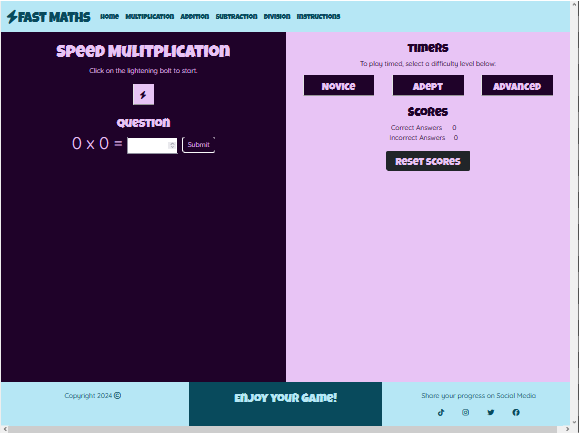 FAST MATHS Home Multiplication Addition Subtraction Division Instructions
Speed Mulitplication
Click on the lightening bolt to start.
Question
0 x 0 = Submit
Timers
To play timed, select a difficulty level below:
Novice Adept Advanced
Scores
Correct Answers 0
Incorrect Answers 0
Reset Scores
Copyright 2024 ©
Enjoy your game!
Share your progress on Social Media